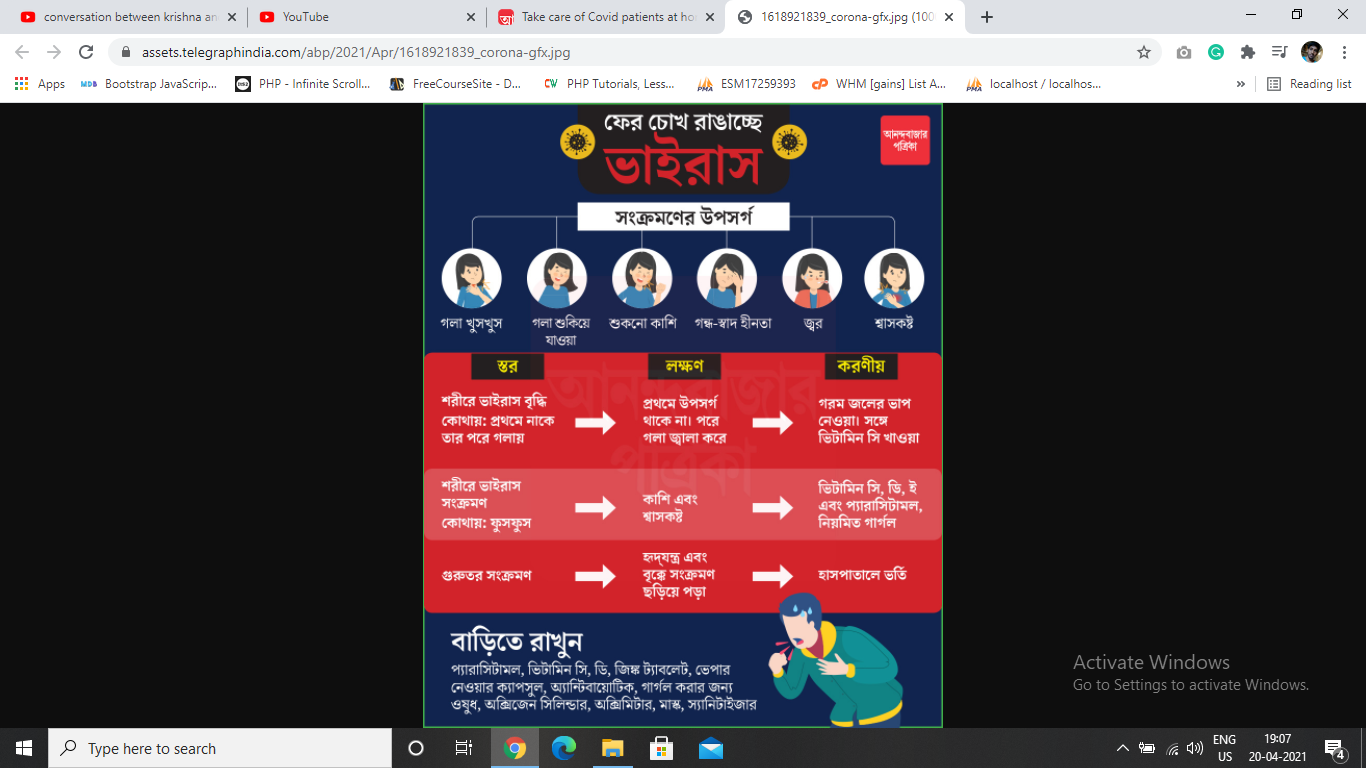 conversation between krishna an
YouTube
Take care of Covid patients at ho
1618921839_corona-gfx.jpg (100
assets.telegraphindia.com/abp/2021/Apr/1618921839_corona-gfx.jpg
Apps
Bootstrap JavaScrip...
PHP - Infinite Scroll...
FreeCourseSite - D...
PHP Tutorials, Less...
ESM17259393
WHM [gains] List A...
localhost / localhos...
Reading list
ফের চোখ রাঙাচ্ছে
ভাইরাস
আনন্দবাজার
পত্রিকা
সংক্রমণের উপসর্গ
গলা খুসখুস
গলা শুকিয়ে
যাওয়া
শুকনো কাশি
গন্ধ-স্বাদ হীনতা
জ্বর
শ্বাসকষ্ট
স্তর
লক্ষণ
করণীয়
শরীরে ভাইরাস বৃদ্ধি
কোথায়: প্রথমে নাকে
তার পরে গলায়
প্রথমে উপসর্গ
থাকে না। পরে
গলা জ্বালা করে
গরম জলের ভাপ
নেওয়া। সঙ্গে
ভিটামিন সি খাওয়া
আনন্দবাজার
পত্রিকা
শরীরে ভাইরাস
সংক্রমণ
কোথায়: ফুসফুস
কাশি এবং
শ্বাসকষ্ট
ভিটামিন সি, ডি, ই
এবং প্যারাসিটামল,
নিয়মিত গার্গল
গুরুতর সংক্রমণ
হৃদ্‌যন্ত্র এবং
বৃক্কে সংক্রমণ
ছড়িয়ে পড়া
হাসপাতালে ভর্তি
বাড়িতে রাখুন
প্যারাসিটামল, ভিটামিন সি, ডি, জিঙ্ক ট্যাবলেট, ভেপার
নেওয়ার ক্যাপসুল, অ্যান্টিবায়োটিক, গার্গল করার জন্য
ওষুধ, অক্সিজেন সিলিন্ডার, অক্সিমিটার, মাস্ক, স্যানিটাইজার
Activate Windows
Go to Settings to activate Windows.
Type here to search
ENG
US
19:07
20-04-2021
4